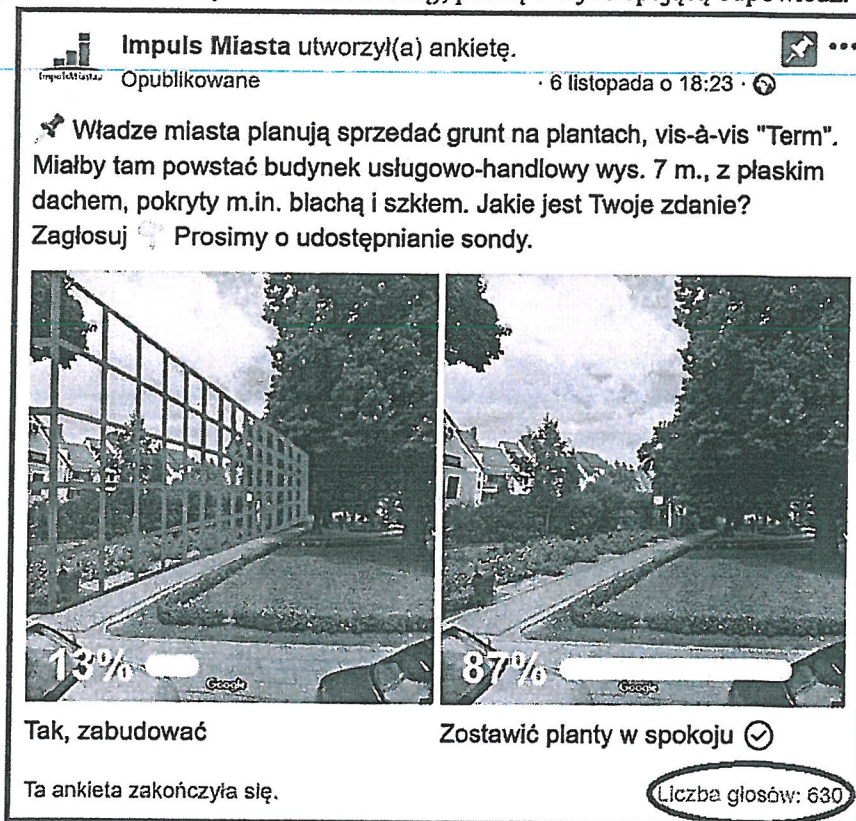 Impuls Miasta utworzył(a) ankietę.
ImpulsMiasta
Opublikowane · 6 listopada o 18:23 ·
Władze miasta planują sprzedać grunt na plantach, vis-à-vis "Term".
Miałby tam powstać budynek usługowo-handlowy wys. 7 m., z płaskim
dachem, pokryty m.in. blachą i szkłem. Jakie jest Twoje zdanie?
Zagłosuj Prosimy o udostępnianie sondy.
13%
Google
87%
Google
Tak, zabudować
Zostawić planty w spokoju
Ta ankieta zakończyła się.
Liczba głosów: 630